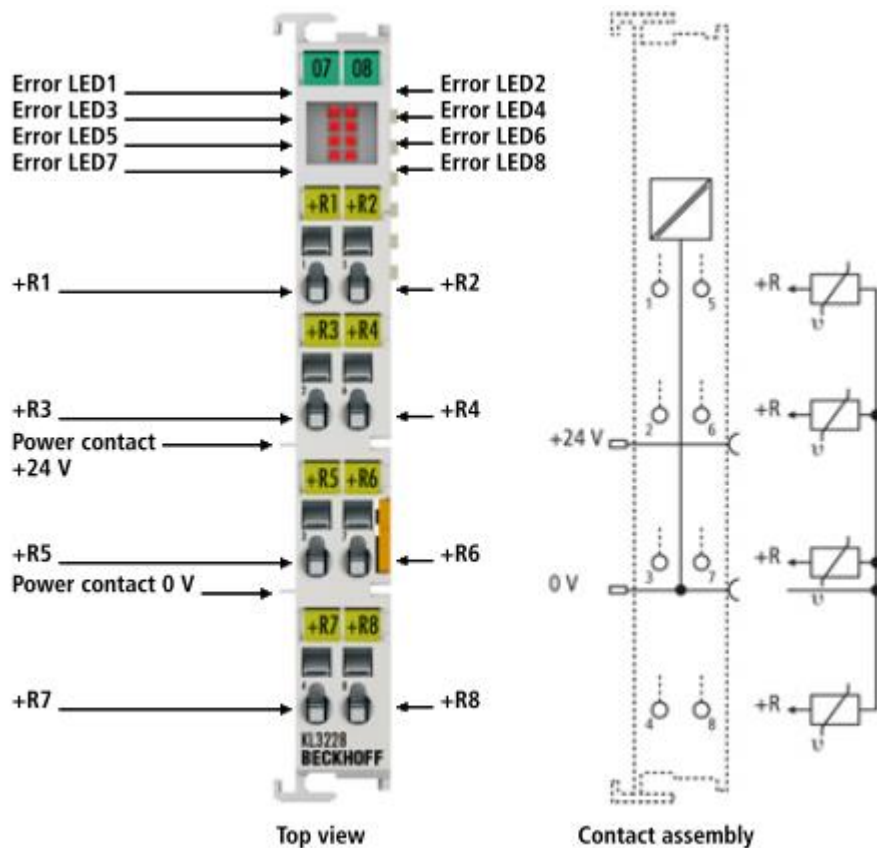 07 08
Error LED1
Error LED2
Error LED3
Error LED4
Error LED5
Error LED6
Error LED7
Error LED8
+R1 +R2
+R1
+R2
1 5
+R
+R3 +R4
+R3
+R4
2 6
+R
Power contact
+24 V
+24 V
+R5 +R6
+R5
+R6
3 7
+R
Power contact 0 V
0 V
+R7 +R8
+R7
+R8
4 8
+R
ϑ
ϑ
ϑ
ϑ
KL3228
BECKHOFF
Top view
Contact assembly